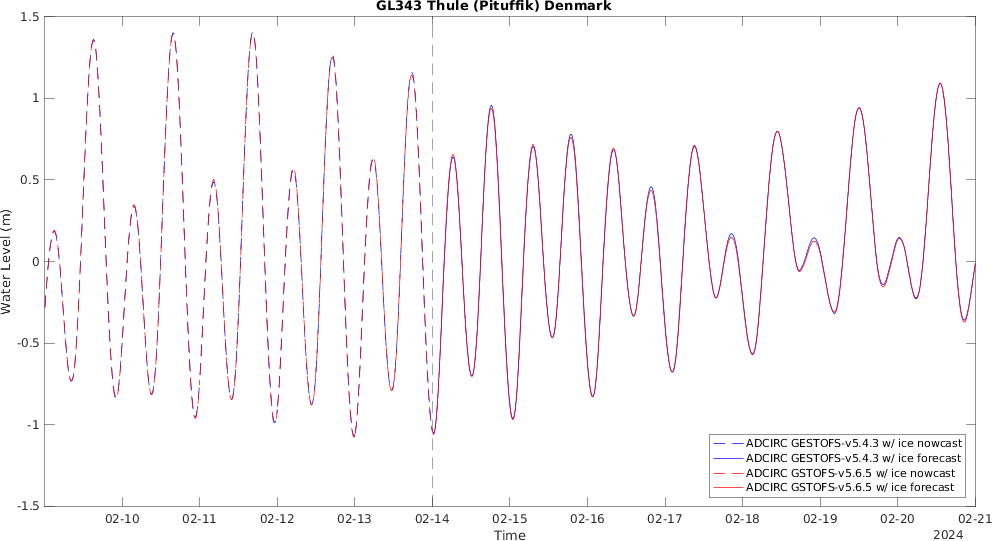 GL343 Thule (Pituffik) Denmark
1.5
1
0.5
0
-0.5
-1
-1.5
Water Level (m)
ADCIRC GESTOFS-v5.4.3 w/ ice nowcast
ADCIRC GESTOFS-v5.4.3 w/ ice forecast
ADCIRC GSTOFS-v5.6.5 w/ ice nowcast
ADCIRC GSTOFS-v5.6.5 w/ ice forecast
02-10 02-11 02-12 02-13 02-14 02-15 02-16 02-17 02-18 02-19 02-20 02-21
Time
2024